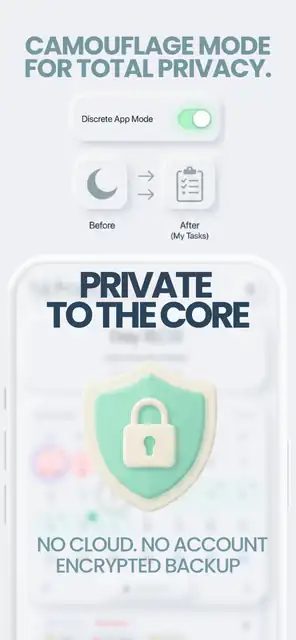 CAMOUFLAGE MODE
FOR TOTAL PRIVACY.
Discrete App Mode
Before
After
(My Tasks)
PRIVATE
TO THE CORE
NO CLOUD. NO ACCOUNT
ENCRYPTED BACKUP